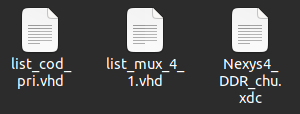 list_cod_
pri.vhd
list_mux_4_
1.vhd
Nexys4_
DDR_chu.
xdc